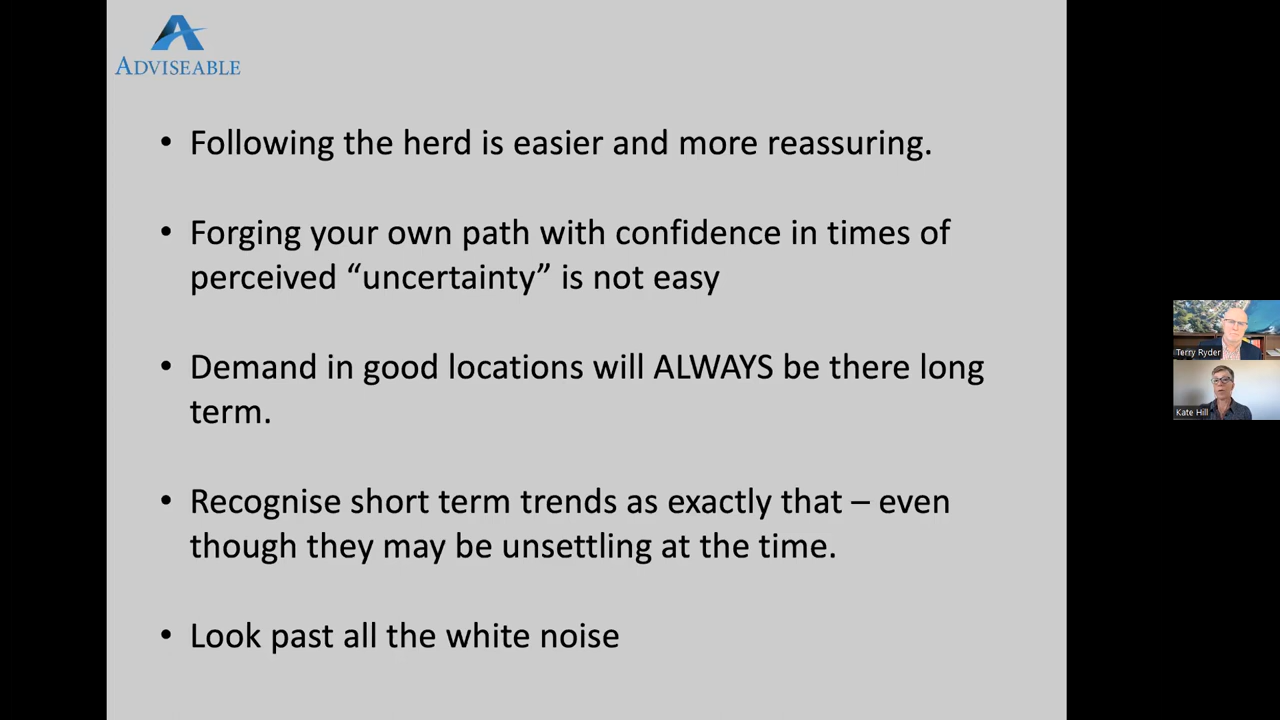 ADVISEABLE
• Following the herd is easier and more reassuring.
• Forging your own path with confidence in times of
perceived “uncertainty” is not easy
• Demand in good locations will ALWAYS be there long
term.
• Recognise short term trends as exactly that – even
though they may be unsettling at the time.
• Look past all the white noise
Terry Ryder
Kate Hill